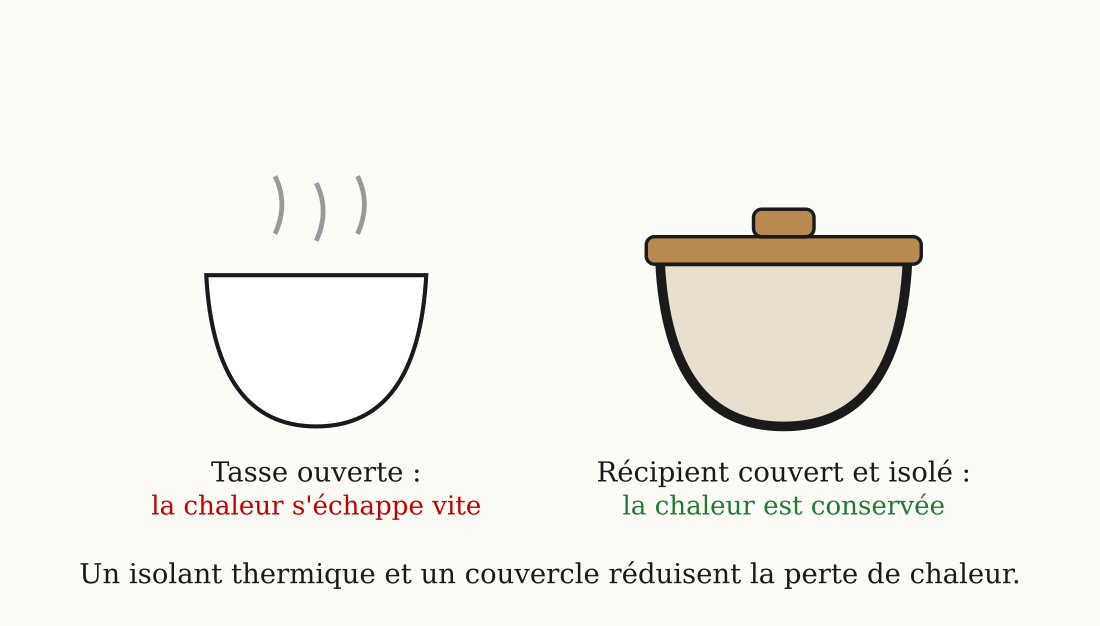 Tasse ouverte :
la chaleur s'échappe vite
Récipient couvert et isolé :
la chaleur est conservée
Un isolant thermique et un couvercle réduisent la perte de chaleur.